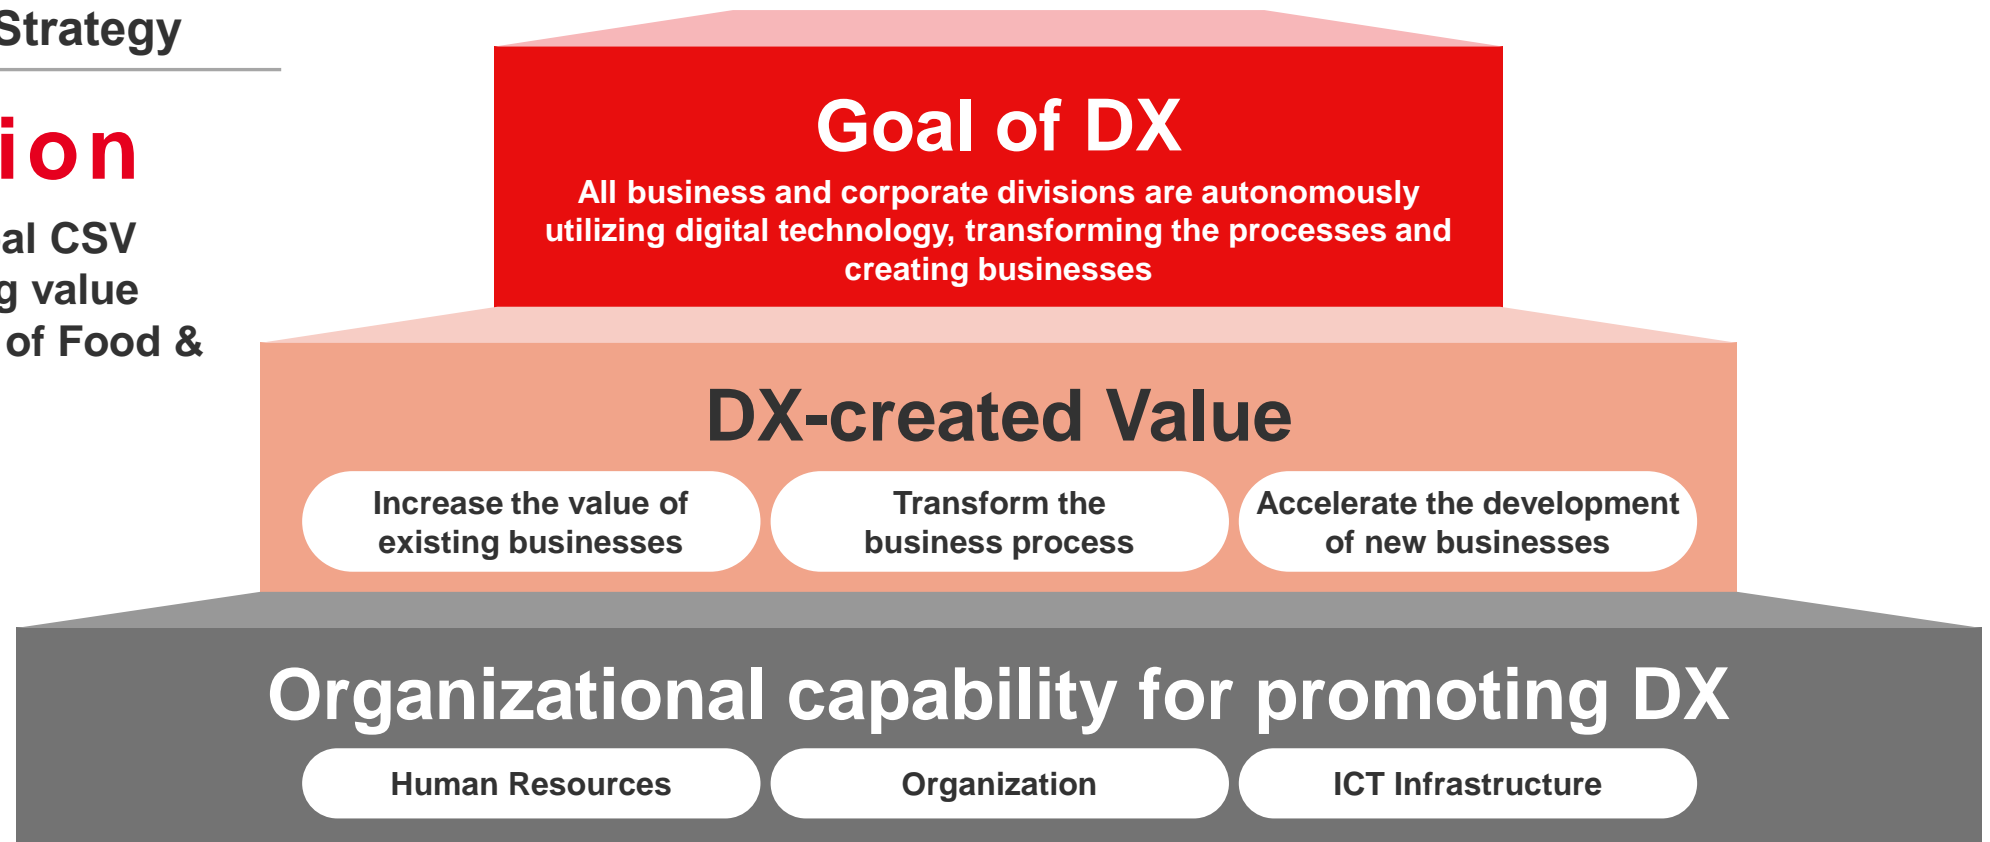 Strategy
ion
al CSV
g value
of Food &
Goal of DX
All business and corporate divisions are autonomously
utilizing digital technology, transforming the processes and
creating businesses
DX-created Value
Increase the value of
existing businesses
Transform the
business process
Accelerate the development
of new businesses
Organizational capability for promoting DX
Human Resources
Organization
ICT Infrastructure